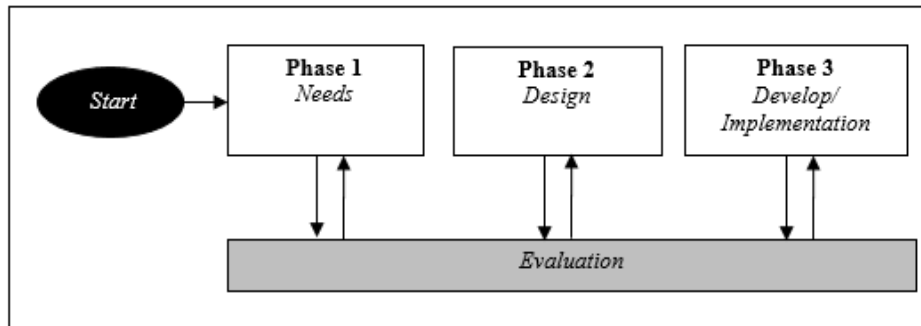 Start
Phase 1
Needs
Phase 2
Design
Phase 3
Develop/
Implementation
Evaluation